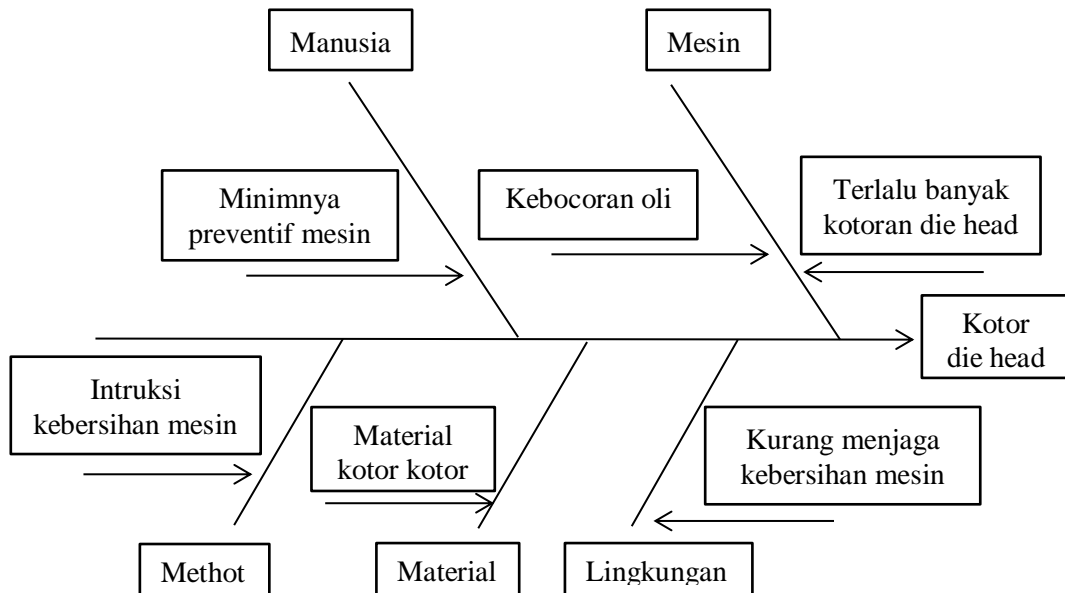 Manusia
Mesin
Minimnya
preventif mesin
Kebocoran oli
Terlalu banyak
kotoran die head
Kotor
die head
Intruksi
kebersihan mesin
Material
kotor kotor
Kurang menjaga
kebersihan mesin
Methot
Material
Lingkungan